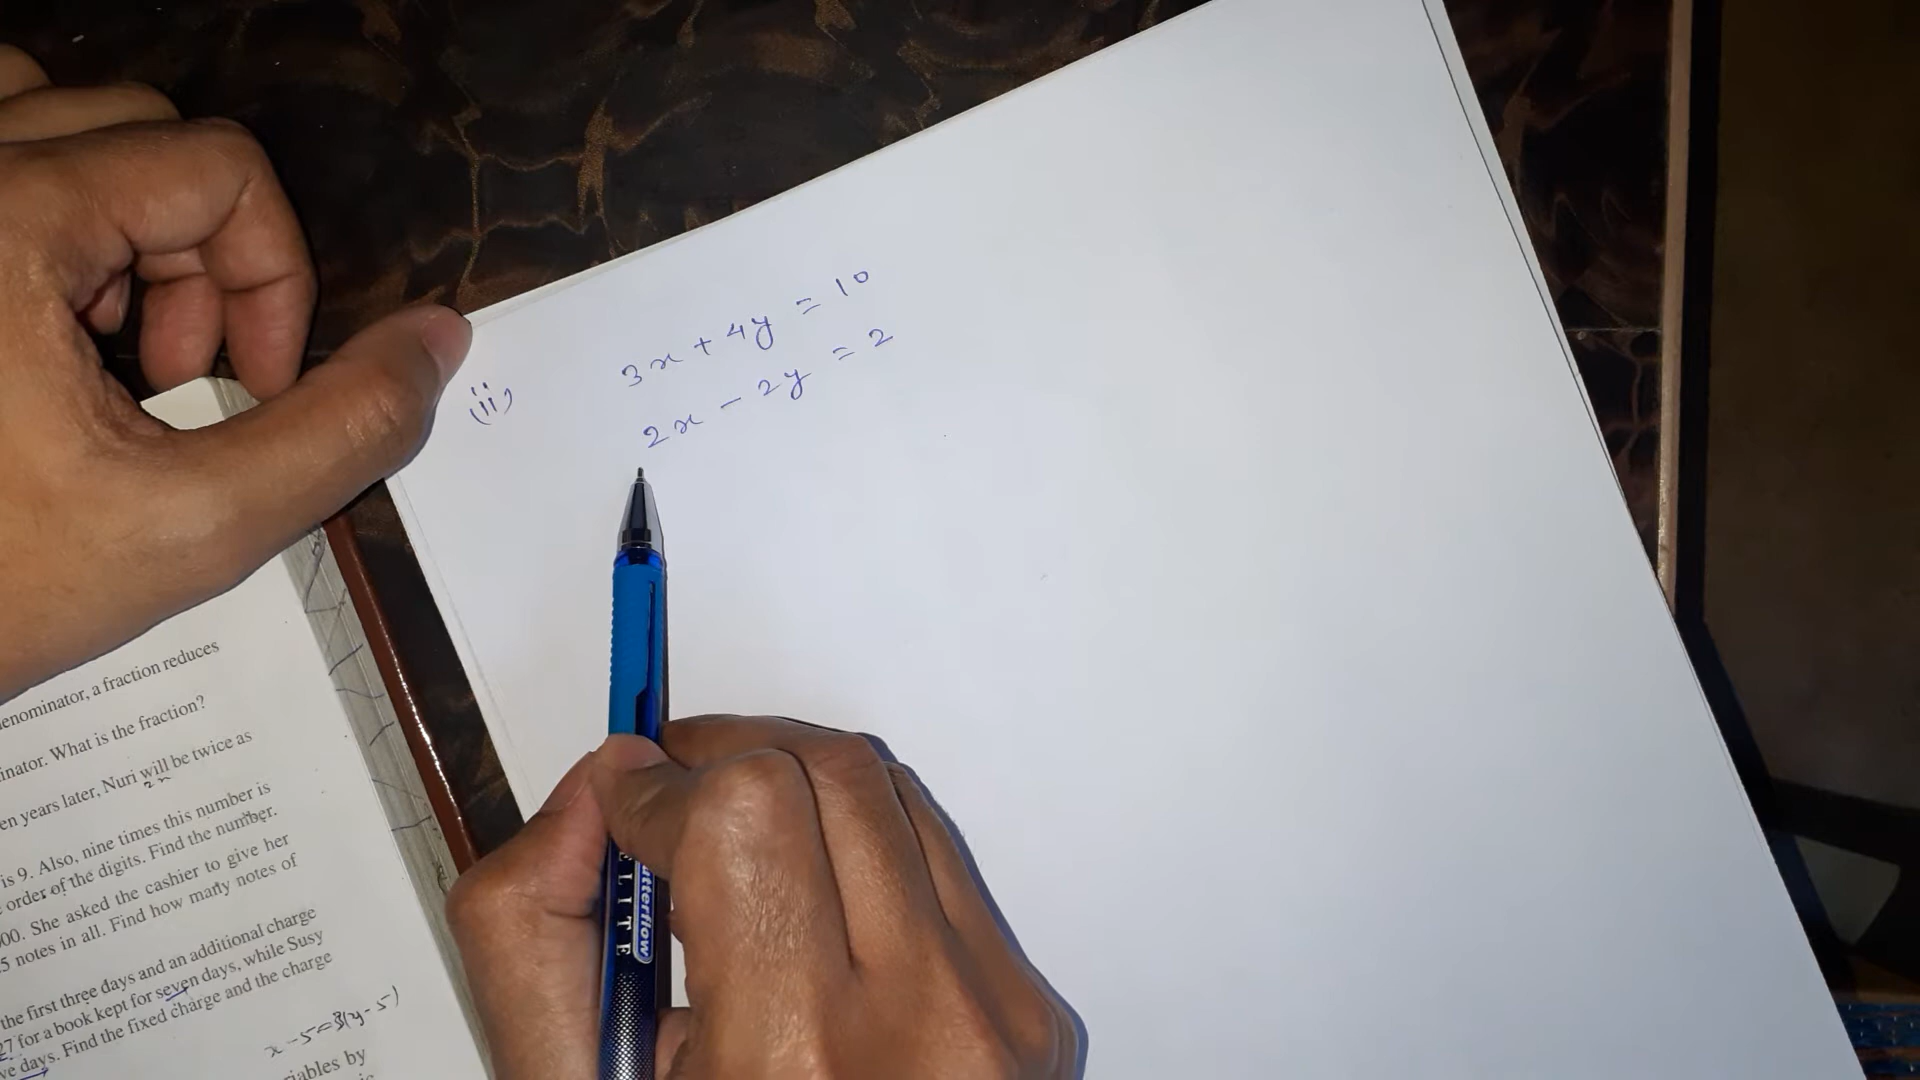 (ii) 3x + 4y = 10
2x - 2y = 2
enominator, a fraction reduces
inator. What is the fraction?
en years later, Nuri will be twice as
2x
is 9. Also, nine times this number is
order of the digits. Find the number.
00. She asked the cashier to give her
5 notes in all. Find how many notes of
the first three days and an additional charge
27 for a book kept for seven days, while Susy
ve days. Find the fixed charge and the charge
x - 5 = 3(y - 5)
riables by
ELITE
utterflow